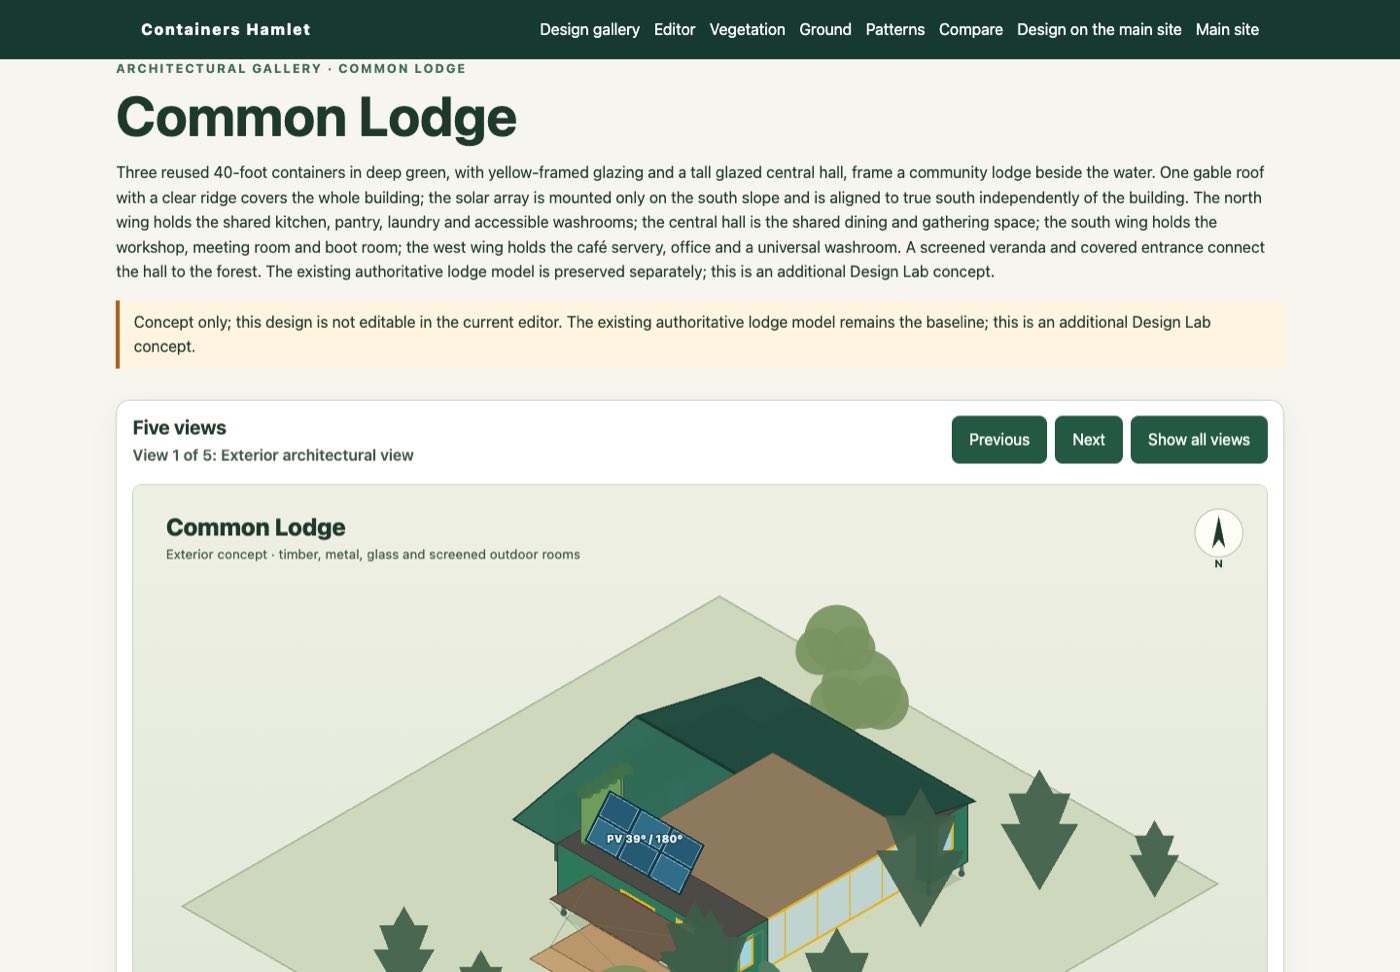 Containers Hamlet
Design gallery Editor Vegetation Ground Patterns Compare Design on the main site Main site
ARCHITECTURAL GALLERY · COMMON LODGE
Common Lodge
Three reused 40-foot containers in deep green, with yellow-framed glazing and a tall glazed central hall, frame a community lodge beside the water. One gable roof
with a clear ridge covers the whole building; the solar array is mounted only on the south slope and is aligned to true south independently of the building. The north
wing holds the shared kitchen, pantry, laundry and accessible washrooms; the central hall is the shared dining and gathering space; the south wing holds the
workshop, meeting room and boot room; the west wing holds the café servery, office and a universal washroom. A screened veranda and covered entrance connect
the hall to the forest. The existing authoritative lodge model is preserved separately; this is an additional Design Lab concept.
Concept only; this design is not editable in the current editor. The existing authoritative lodge model remains the baseline; this is an additional Design Lab
concept.
Five views
View 1 of 5: Exterior architectural view
Previous Next Show all views
Common Lodge
Exterior concept · timber, metal, glass and screened outdoor rooms
N
PV 39° / 180°